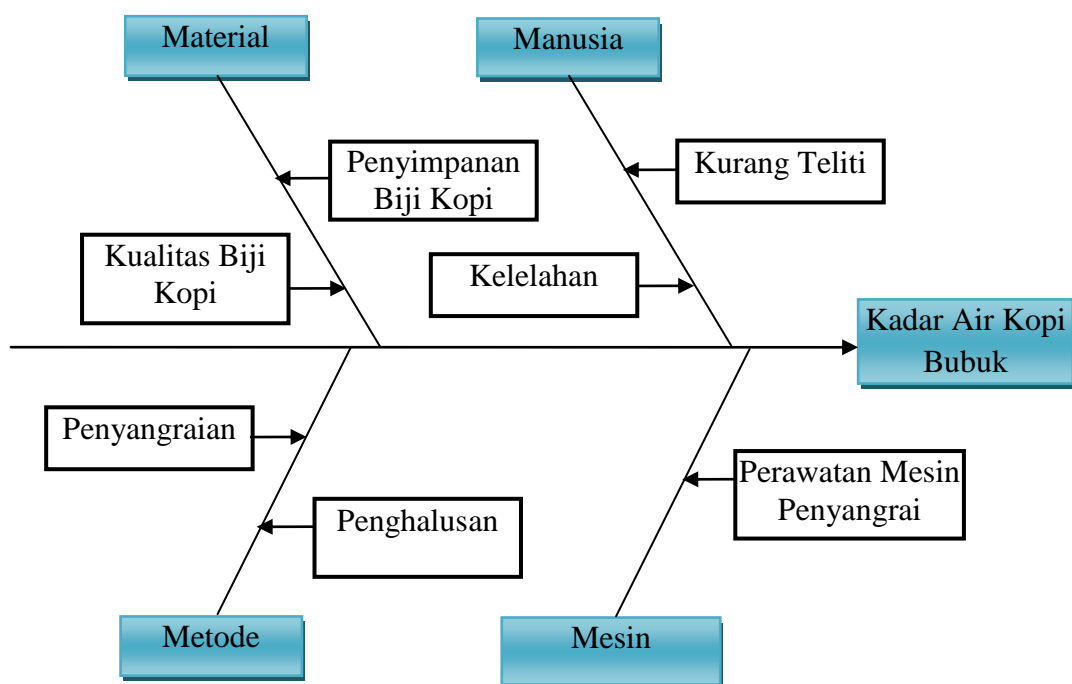 Material
Manusia
Penyimpanan
Biji Kopi
Kurang Teliti
Kualitas Biji
Kopi
Kelelahan
Kadar Air Kopi
Bubuk
Penyangraian
Perawatan Mesin
Penyangrai
Penghalusan
Metode
Mesin